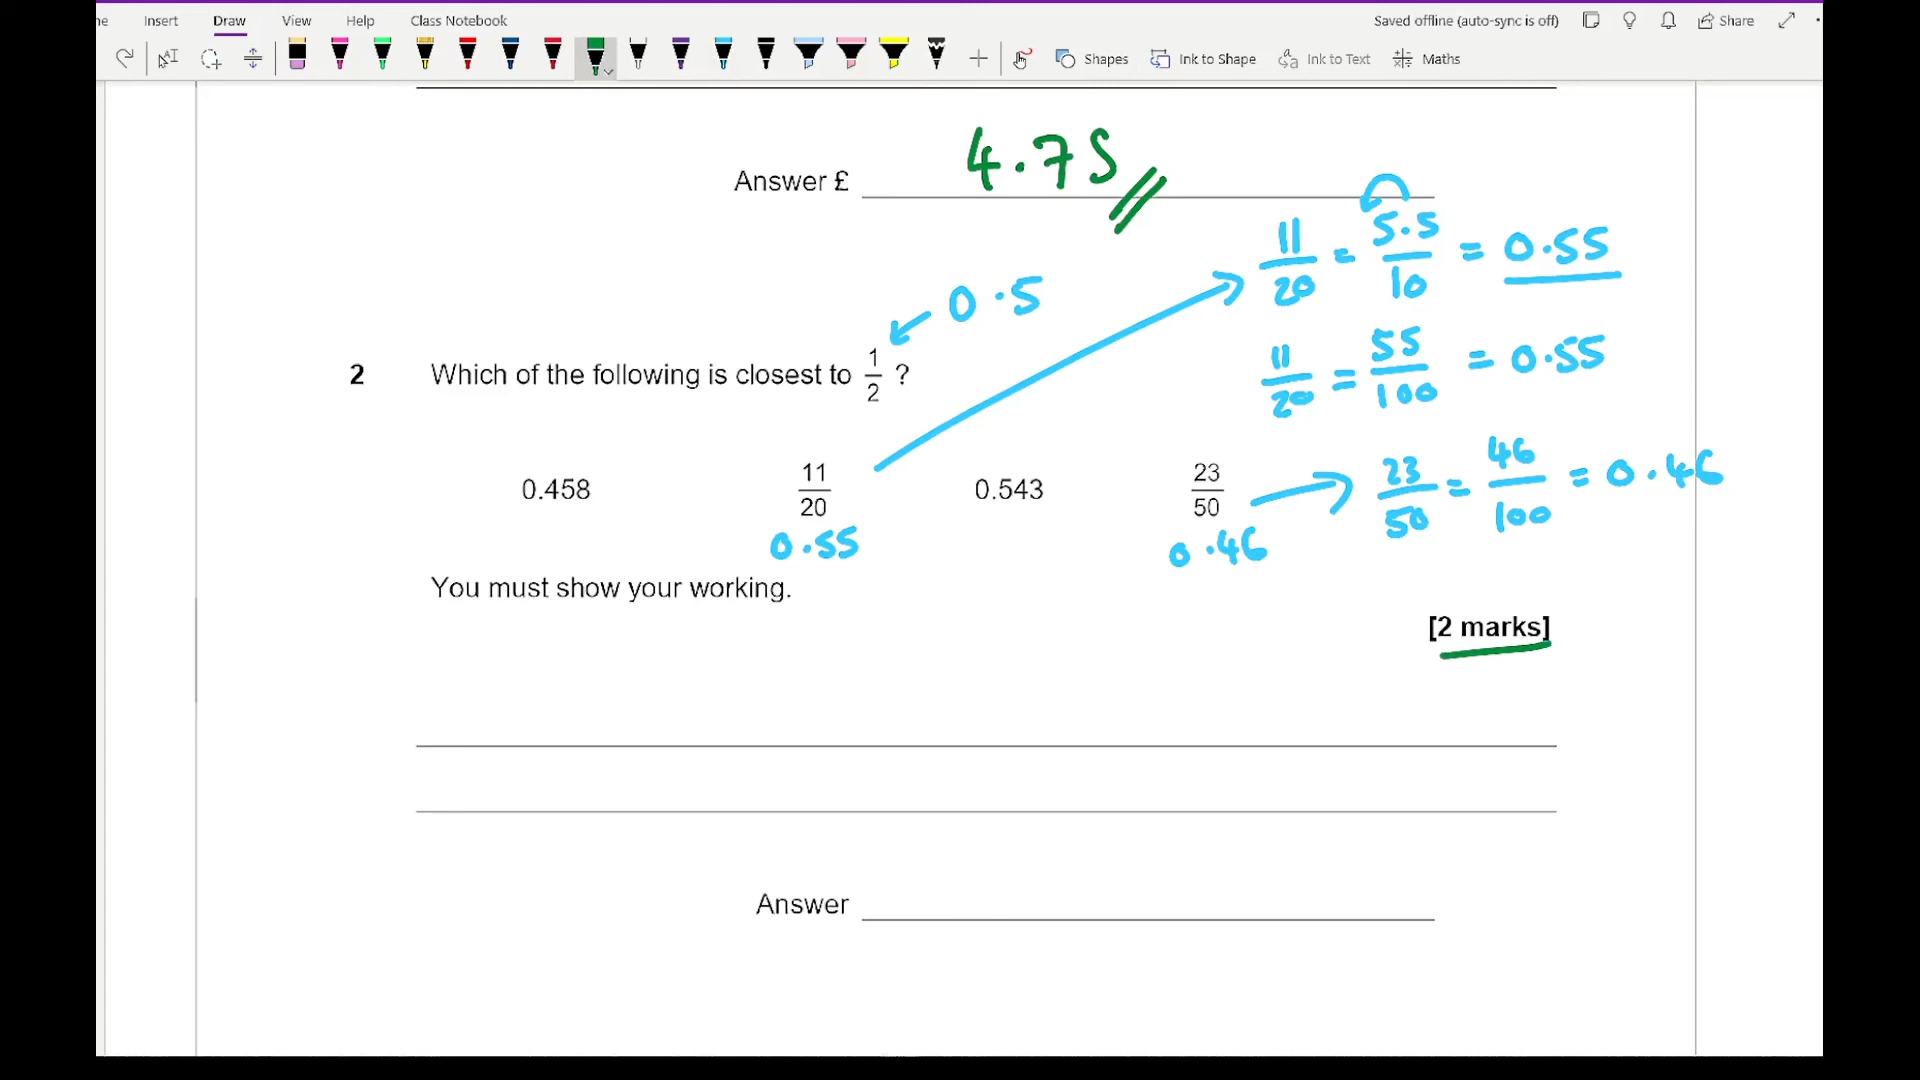 ne Insert Draw View Help Class Notebook Saved offline (auto-sync is off) Share
Shapes Ink to Shape Ink to Text Maths
Answer £ 4.75
11/20 = 5.5/10 = 0.55
0.5
2 Which of the following is closest to 1/2 ?
11/20 = 55/100 = 0.55
0.458 11/20 0.543 23/50
23/50 = 46/100 = 0.46
0.55 0.46
You must show your working.
[2 marks]
Answer